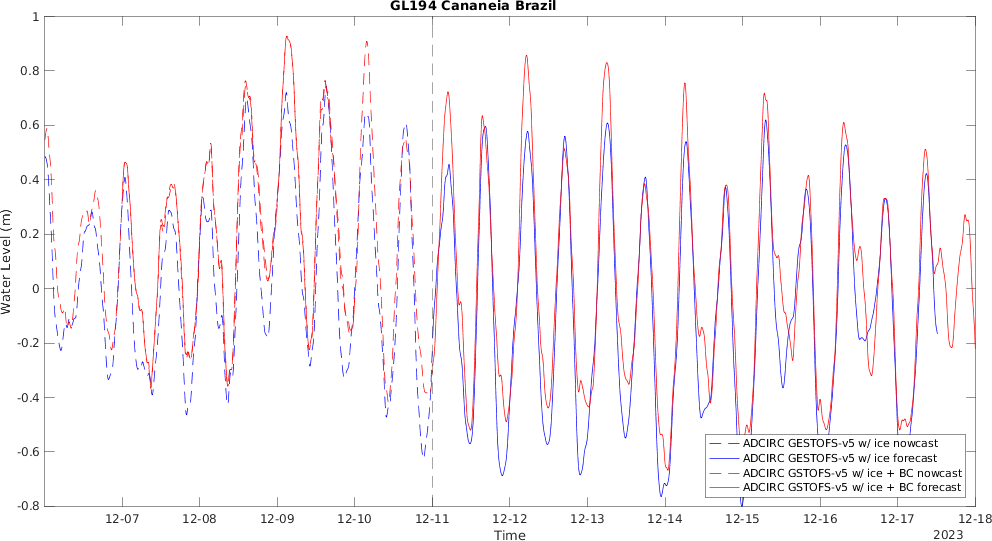 GL194 Cananeia Brazil
1
0.8
0.6
0.4
0.2
0
-0.2
-0.4
-0.6
-0.8
Water Level (m)
ADCIRC GESTOFS-v5 w/ ice nowcast
ADCIRC GESTOFS-v5 w/ ice forecast
ADCIRC GSTOFS-v5 w/ ice + BC nowcast
ADCIRC GSTOFS-v5 w/ ice + BC forecast
12-07 12-08 12-09 12-10 12-11 12-12 12-13 12-14 12-15 12-16 12-17 12-18
Time
2023